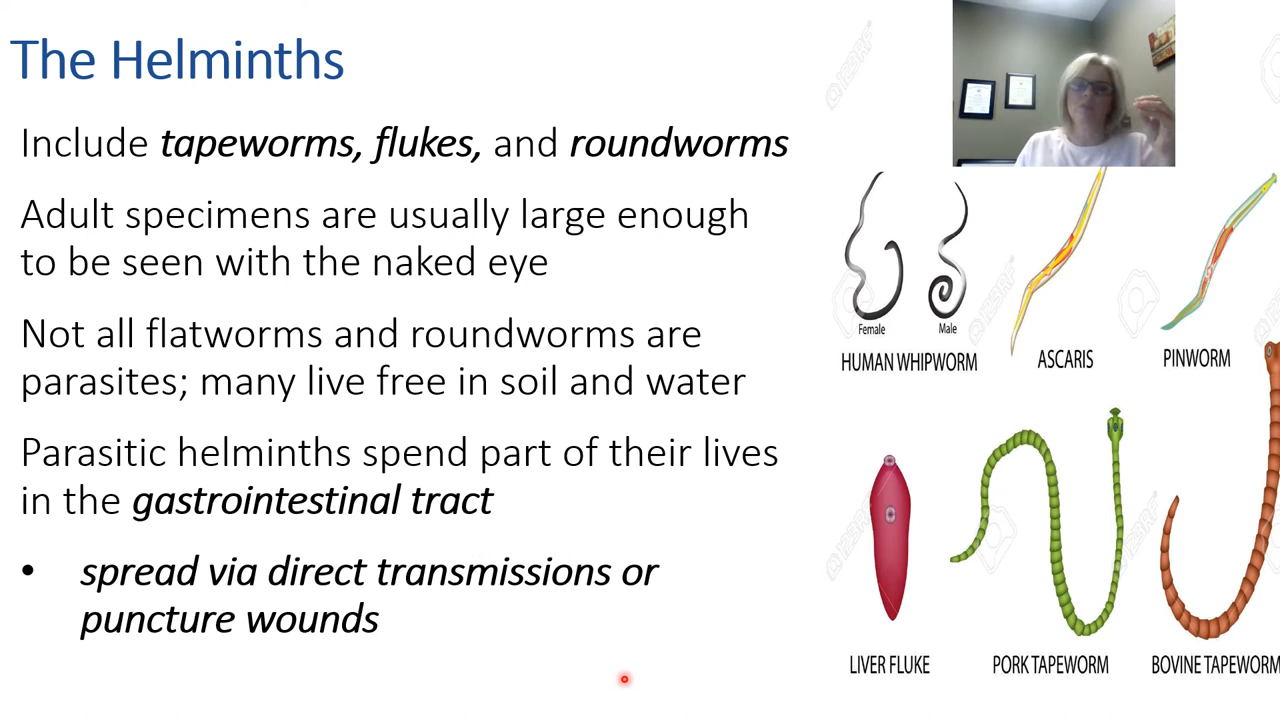 The Helminths
Include tapeworms, flukes, and roundworms
Adult specimens are usually large enough
to be seen with the naked eye
Not all flatworms and roundworms are
parasites; many live free in soil and water
Parasitic helminths spend part of their lives
in the gastrointestinal tract
• spread via direct transmissions or
puncture wounds
Female
Male
HUMAN WHIPWORM
ASCARIS
PINWORM
LIVER FLUKE
PORK TAPEWORM
BOVINE TAPEWORM
123RF